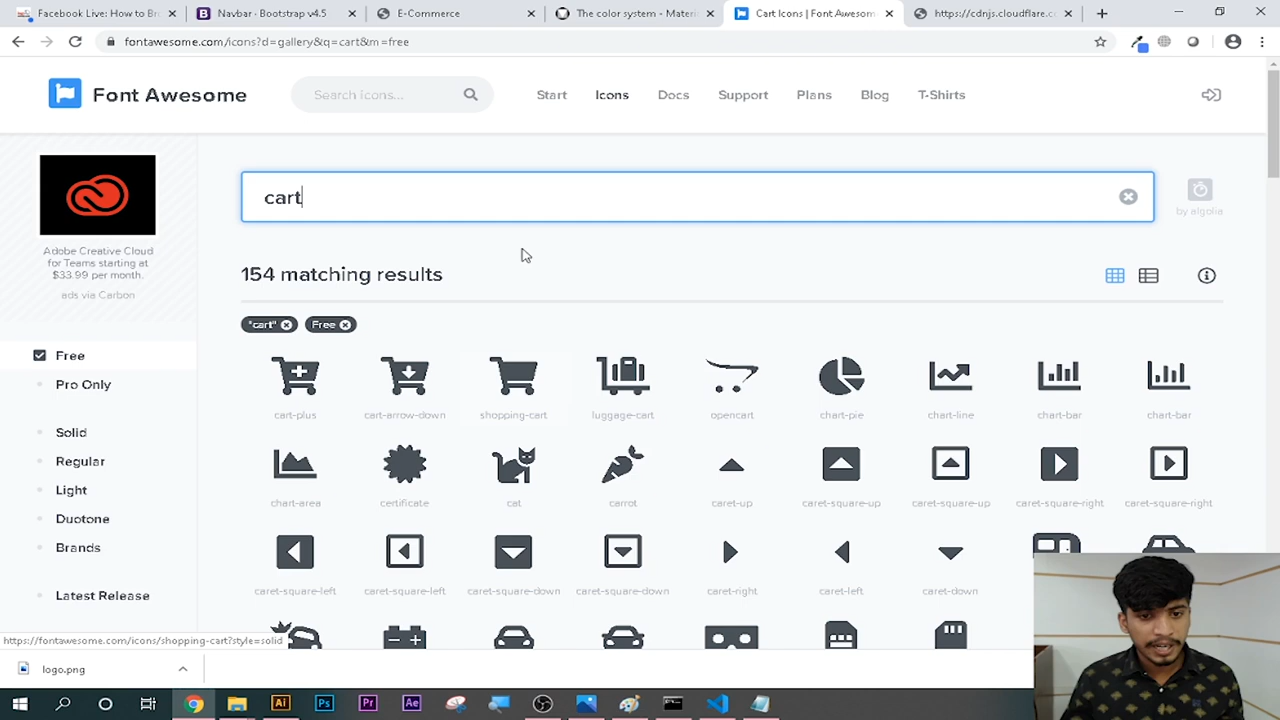 Facebook Live: How to Br
Navbar · Bootstrap v4.5
E-Commerce
The color system - Materi
Cart Icons | Font Awesom
https://cdnjs.cloudflare.c
fontawesome.com/icons?d=gallery&q=cart&m=free
Font Awesome
Search icons...
Start
Icons
Docs
Support
Plans
Blog
T-Shirts
cart
by algolia
Adobe Creative Cloud
for Teams starting at
$33.99 per month.
ads via Carbon
154 matching results
"cart"
Free
Free
Pro Only
Solid
Regular
Light
Duotone
Brands
Latest Release
cart-plus
cart-arrow-down
shopping-cart
luggage-cart
opencart
chart-pie
chart-line
chart-bar
chart-bar
chart-area
certificate
cat
carrot
caret-up
caret-square-up
caret-square-up
caret-square-right
caret-square-right
caret-square-left
caret-square-left
caret-square-down
caret-square-down
caret-right
caret-left
caret-down
https://fontawesome.com/icons/shopping-cart?style=solid
logo.png
Ai
Ps
Pr
Ae